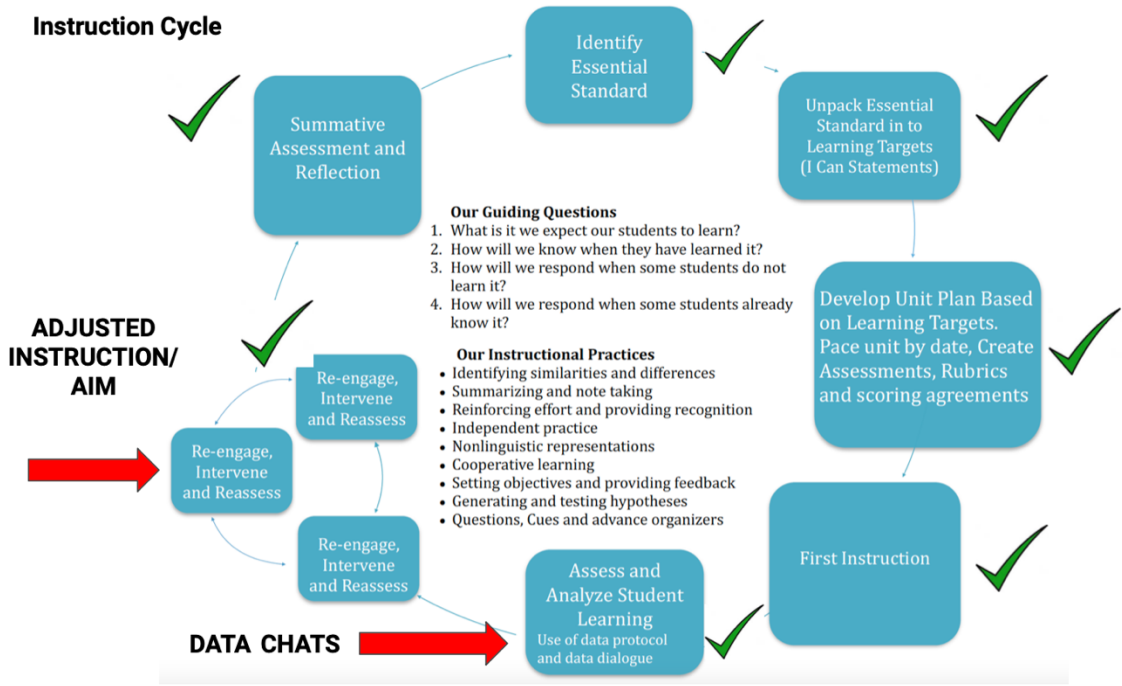 Instruction Cycle
Identify
Essential
Standard
Unpack Essential
Standard in to
Learning Targets
(I Can Statements)
Develop Unit Plan Based
on Learning Targets.
Pace unit by date, Create
Assessments, Rubrics
and scoring agreements
First Instruction
Assess and
Analyze Student
Learning
Use of data protocol
and data dialogue
DATA CHATS
Re-engage,
Intervene
and Reassess
Re-engage,
Intervene
and Reassess
Re-engage,
Intervene
and Reassess
ADJUSTED
INSTRUCTION/
AIM
Summative
Assessment and
Reflection
Our Guiding Questions
1. What is it we expect our students to learn?
2. How will we know when they have learned it?
3. How will we respond when some students do not
learn it?
4. How will we respond when some students already
know it?
Our Instructional Practices
• Identifying similarities and differences
• Summarizing and note taking
• Reinforcing effort and providing recognition
• Independent practice
• Nonlinguistic representations
• Cooperative learning
• Setting objectives and providing feedback
• Generating and testing hypotheses
• Questions, Cues and advance organizers